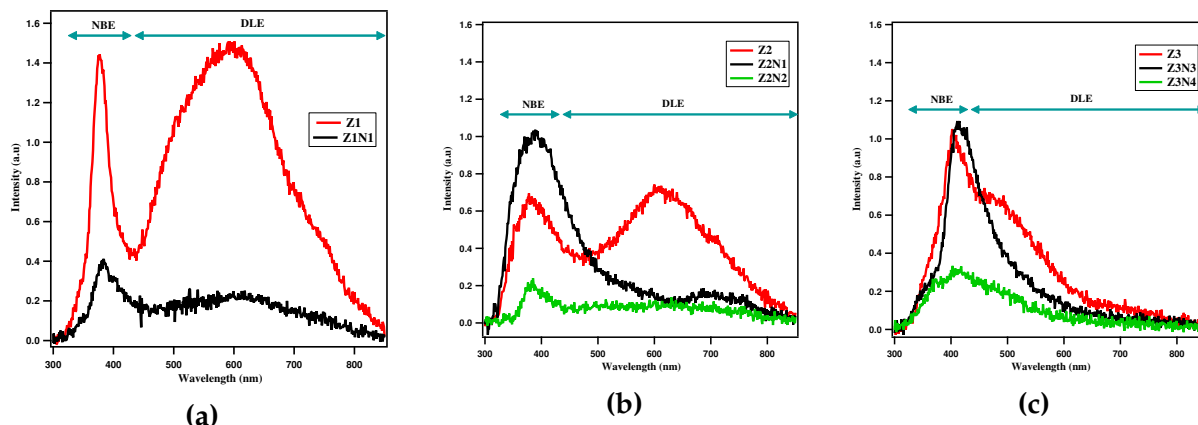 NBE DLE
1.6
1.4
1.2
1.0
0.8
0.6
0.4
0.2
0.0
Intensity (a.u)
Z1
Z1N1
300 400 500 600 700 800
Wavelength (nm)
(a)
NBE DLE
1.6
1.4
1.2
1.0
0.8
0.6
0.4
0.2
0.0
Intensity (a.u)
Z2
Z2N1
Z2N2
300 400 500 600 700 800
Wavelength (nm)
(b)
NBE DLE
1.6
1.4
1.2
1.0
0.8
0.6
0.4
0.2
0.0
Intensity (a.u)
Z3
Z3N3
Z3N4
300 400 500 600 700 800
Wavelength (nm)
(c)